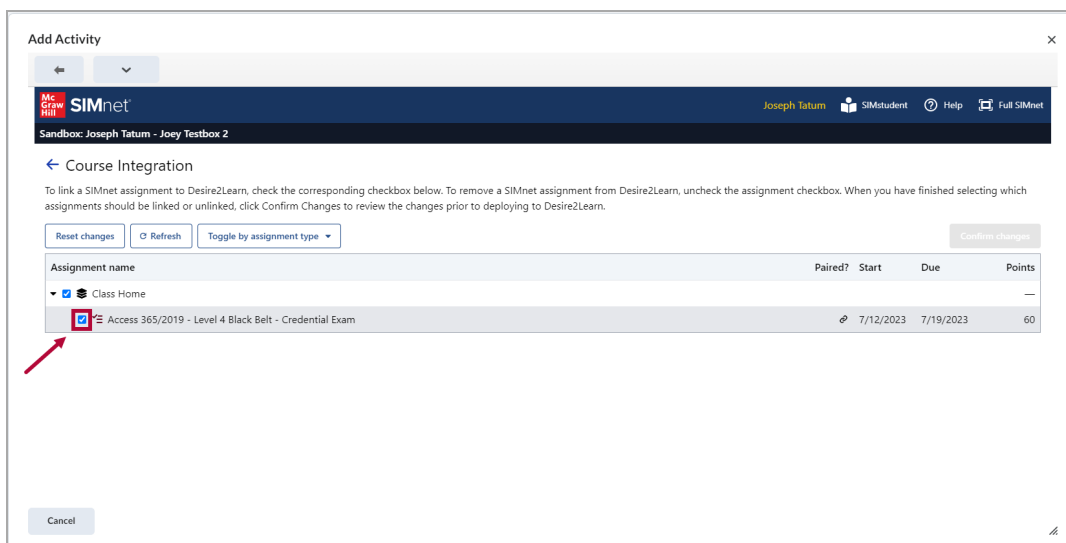 Add Activity
Mc Graw Hill SIMnet
Joseph Tatum SIMstudent Help Full SIMnet
Sandbox: Joseph Tatum - Joey Testbox 2
Course Integration
To link a SIMnet assignment to Desire2Learn, check the corresponding checkbox below. To remove a SIMnet assignment from Desire2Learn, uncheck the assignment checkbox. When you have finished selecting which
assignments should be linked or unlinked, click Confirm Changes to review the changes prior to deploying to Desire2Learn.
Reset changes Refresh Toggle by assignment type Confirm changes
Assignment name Paired? Start Due Points
Class Home —
Access 365/2019 - Level 4 Black Belt - Credential Exam 7/12/2023 7/19/2023 60
Cancel